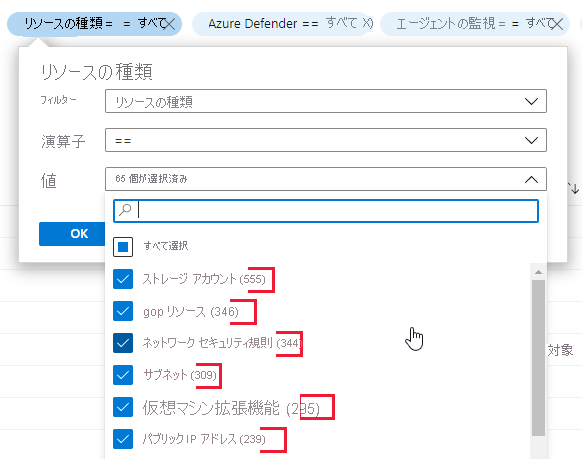 リソースの種類 = = すべて
Azure Defender == すべて X)
エージェントの監視 = = すべて
リソースの種類
フィルター リソースの種類
演算子 ==
値 65 個が選択済み
OK
すべて選択
ストレージ アカウント (555)
gop リソース (346)
対象
ネットワーク セキュリティ規則 (344)
サブネット (309)
仮想マシン拡張機能 (295)
パブリック IP アドレス (239)